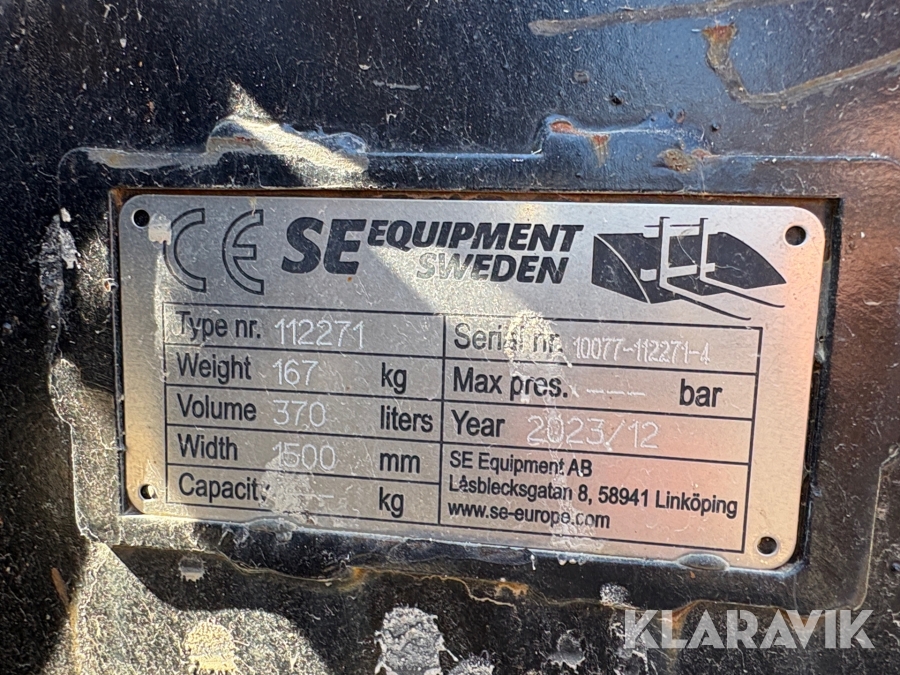 CE SE EQUIPMENT
SWEDEN
Type nr. 112271
Serial nr. 10077-112271-4
Weight 167 kg
Max pres. --- bar
Volume 370 liters
Year 2023/12
Width 1500 mm
SE Equipment AB
Capacity kg
Låsblecksgatan 8, 58941 Linköping
www.se-europe.com
KLARAVIK